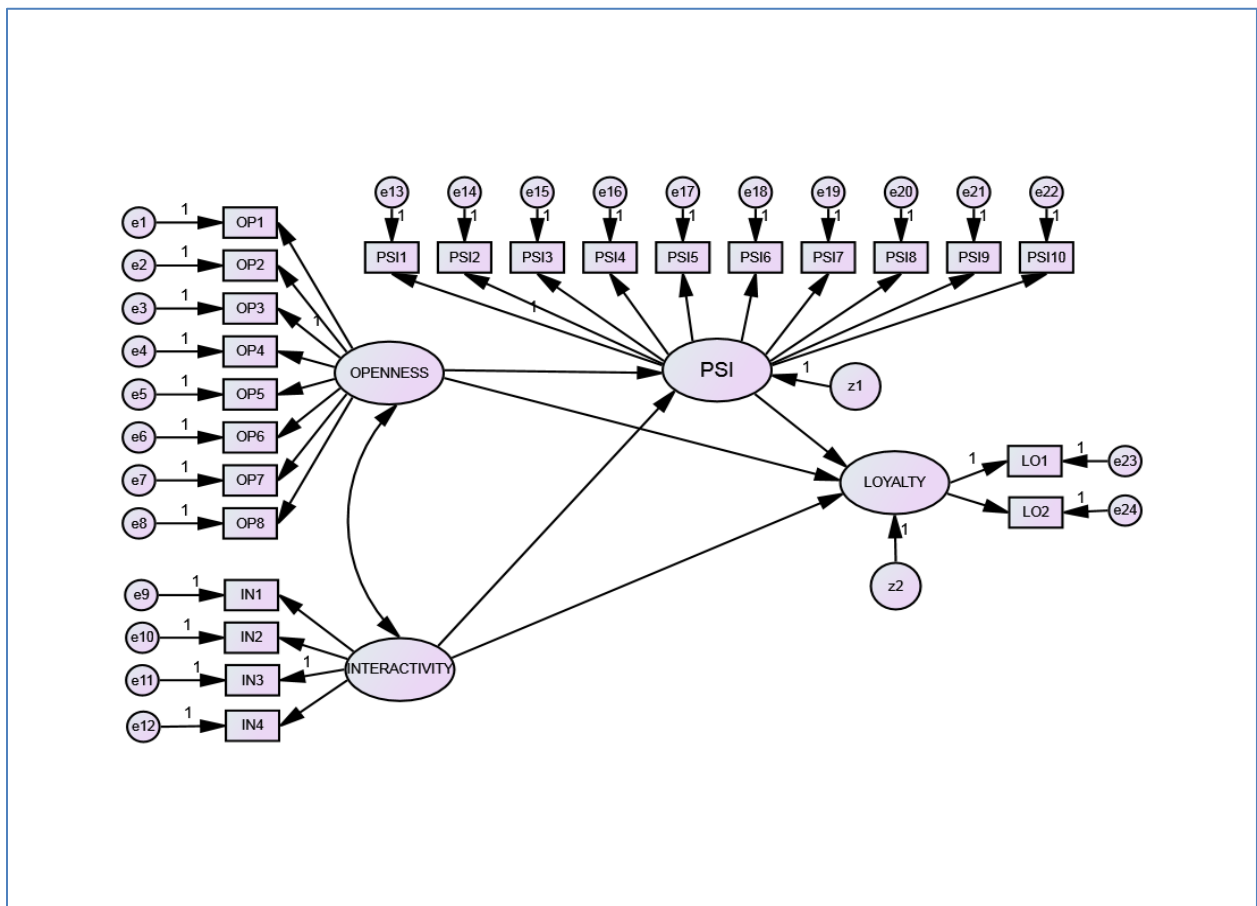 e13 e14 e15 e16 e17 e18 e19 e20 e21 e22
1 1 1 1 1 1 1 1 1 1
PSI1 PSI2 PSI3 PSI4 PSI5 PSI6 PSI7 PSI8 PSI9 PSI10
e1 1 OP1
e2 1 OP2
e3 1 OP3 1
e4 1 OP4
e5 1 OP5
e6 1 OP6
e7 1 OP7
e8 1 OP8
1
OPENNESS
PSI
1 z1
LOYALTY
1 LO1 1 e23
LO2 1 e24
1
z2
e9 1 IN1
e10 1 IN2
e11 1 IN3 1
e12 1 IN4
INTERACTIVITY